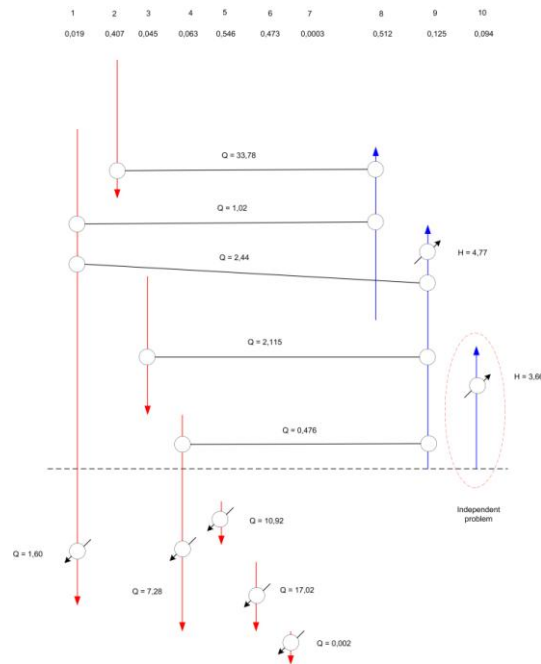 1 2 3 4 5 6 7 8 9 10
0,019 0,407 0,045 0,063 0,546 0,473 0,0003 0,512 0,125 0,094
Q = 33,78
Q = 1,02
H = 4,77
Q = 2,44
Q = 2,115
H = 3,66
Q = 0,476
Independent
problem
Q = 10,92
Q = 1,60
Q = 7,28
Q = 17,02
Q = 0,002